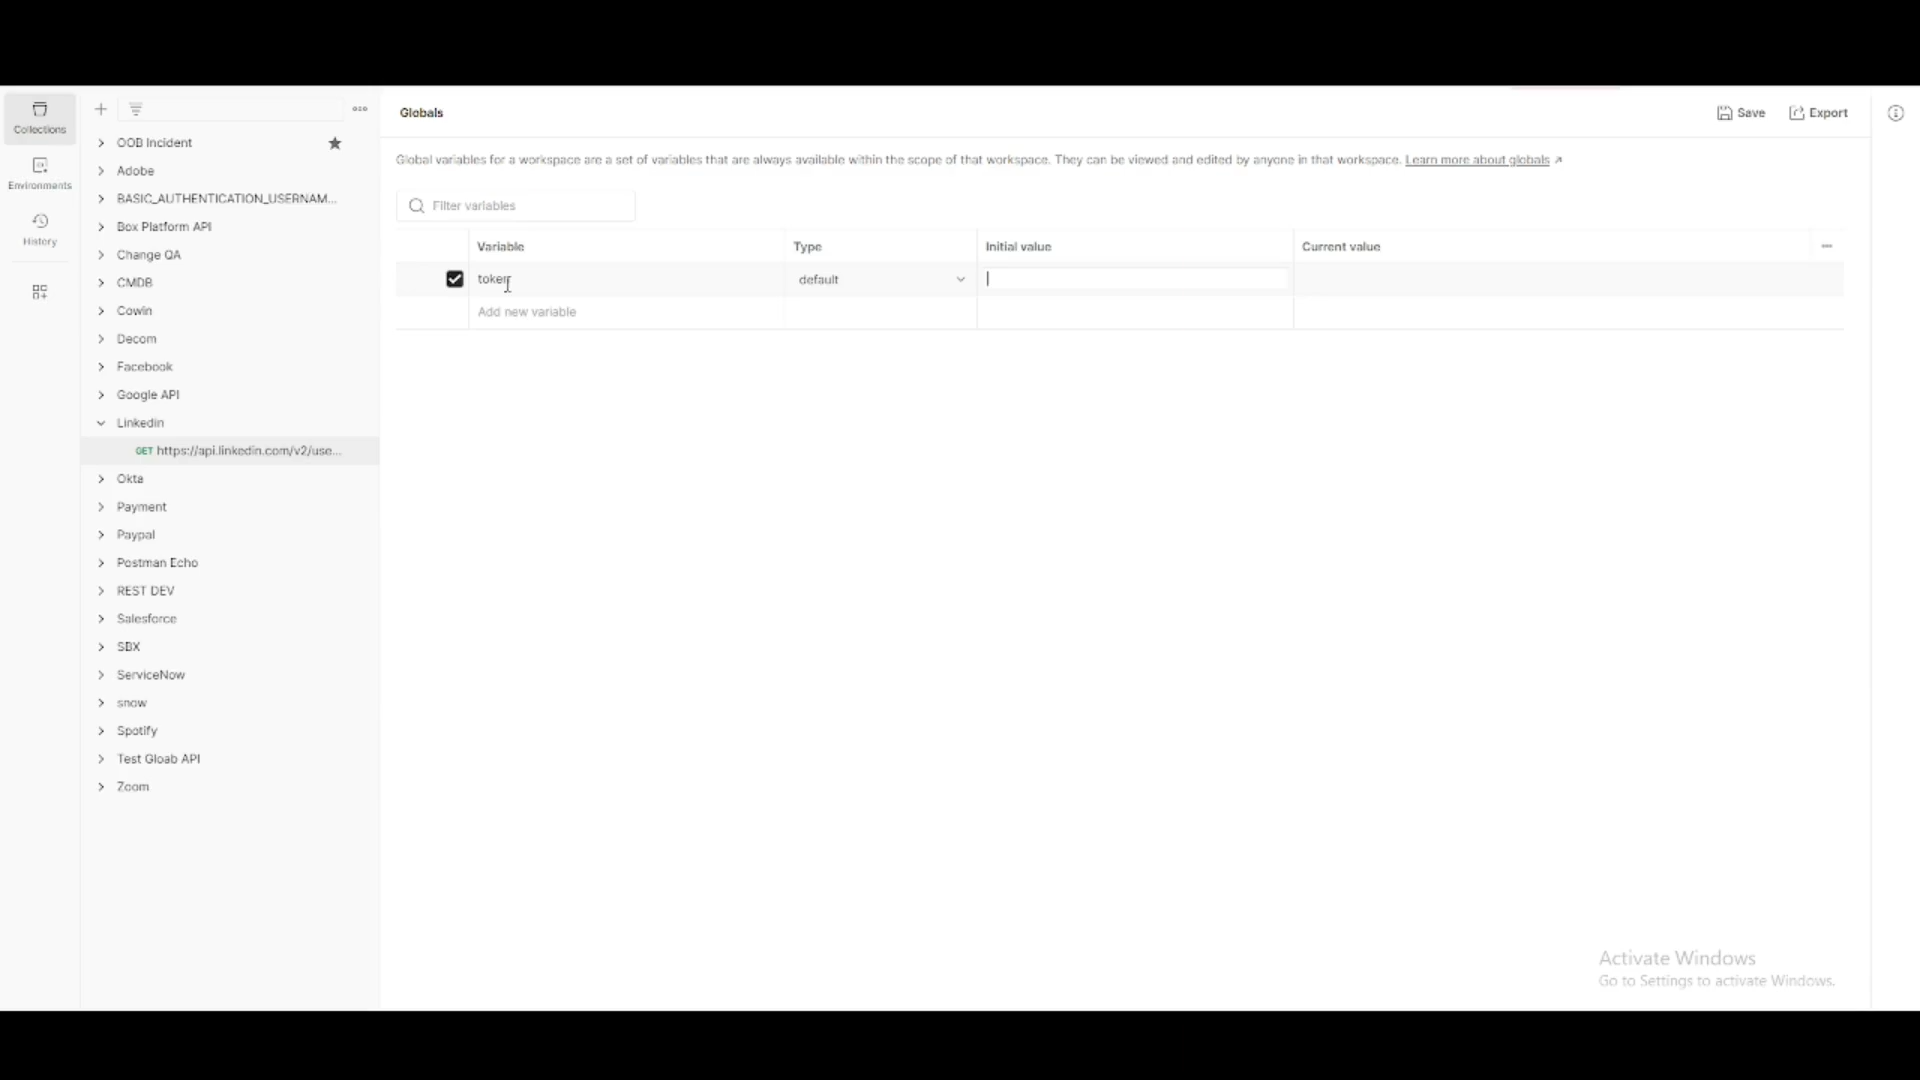 Collections
Environments
History
OOB Incident
Adobe
BASIC_AUTHENTICATION_USERNAM...
Box Platform API
Change QA
CMDB
Cowin
Decom
Facebook
Google API
Linkedin
GET https://api.linkedin.com/v2/use...
Okta
Payment
Paypal
Postman Echo
REST DEV
Salesforce
SBX
ServiceNow
snow
Spotify
Test Gloab API
Zoom
Globals
Save
Export
Global variables for a workspace are a set of variables that are always available within the scope of that workspace. They can be viewed and edited by anyone in that workspace. Learn more about globals
Filter variables
Variable Type Initial value Current value
token default
Add new variable
Activate Windows
Go to Settings to activate Windows.